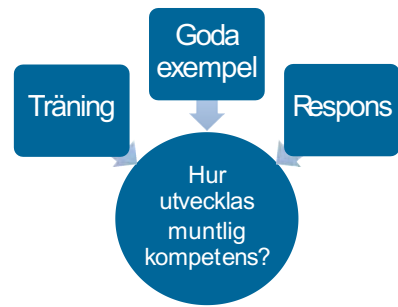 Goda
exempel
Träning
Respons
Hur
utvecklas
muntlig
kompetens?